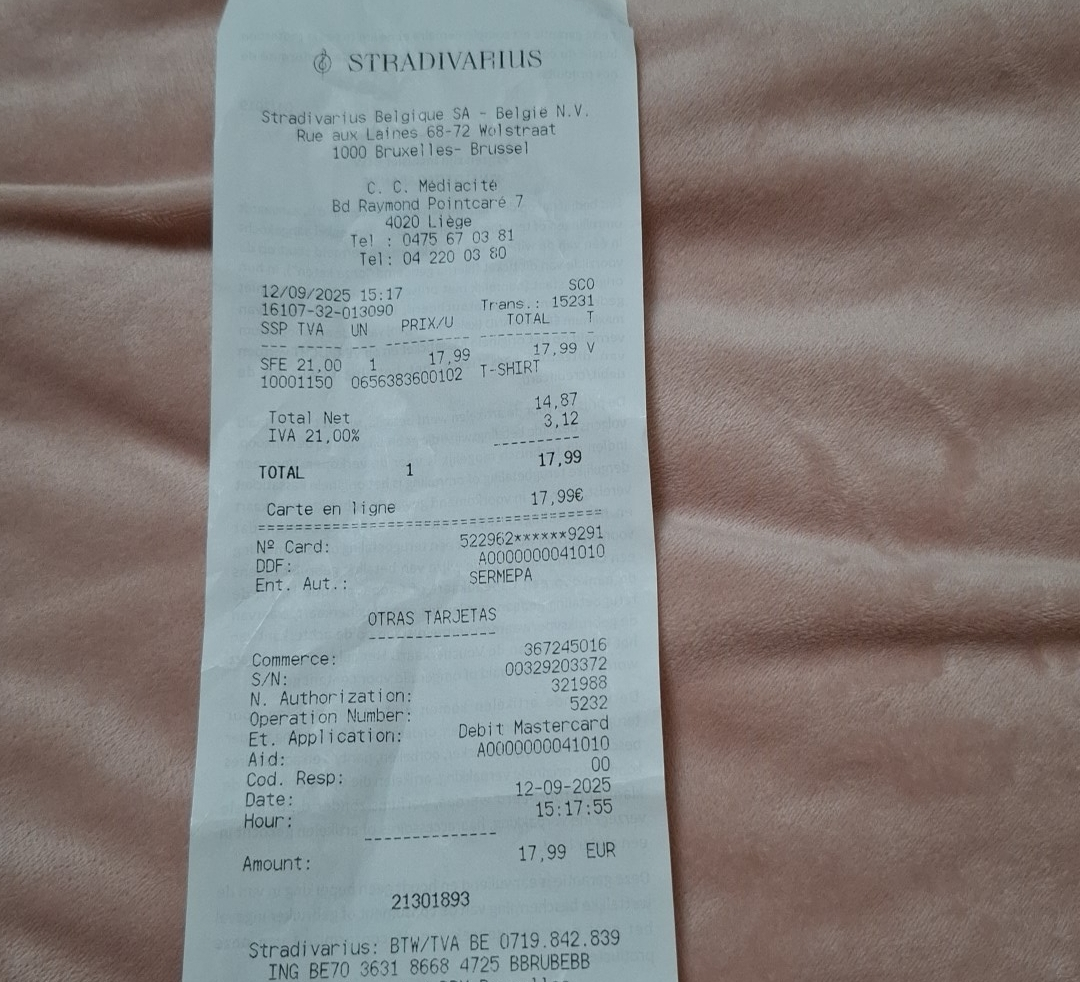 STRADIVARIUS
Stradivarius Belgique SA - Belgie N.V.
Rue aux Laines 68-72 Wolstraat
1000 Bruxelles- Brussel
C. C. Médiacité
Bd Raymond Pointcaré 7
4020 Liège
Tel : 0475 67 03 81
Tel: 04 220 03 80
12/09/2025 15:17 SCO
16107-32-013090 Trans.: 15231
SSP TVA UN PRIX/U TOTAL T
--- --- --- --------- --------- -
SFE 21,00 1 17,99 17,99 V
10001150 0656383600102 T-SHIRT
Total Net 14,87
IVA 21,00% 3,12
----------
TOTAL 1 17,99
Carte en ligne 17,99€
==========================================
Nº Card: 522962******9291
DDF: A0000000041010
Ent. Aut.: SERMEPA
OTRAS TARJETAS
--------------
Commerce: 367245016
S/N: 00329203372
N. Authorization: 321988
Operation Number: 5232
Et. Application: Debit Mastercard
Aid: A0000000041010
Cod. Resp: 00
Date: 12-09-2025
Hour: 15:17:55
--------------
Amount: 17,99 EUR
21301893
Stradivarius: BTW/TVA BE 0719.842.839
ING BE70 3631 8668 4725 BBRUBEBB